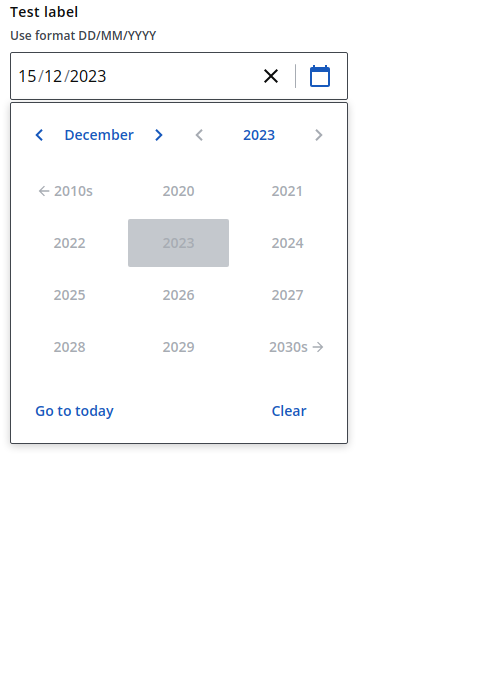 Test label
Use format DD/MM/YYYY
15/12/2023
December 2023
← 2010s 2020 2021
2022 2023 2024
2025 2026 2027
2028 2029 2030s →
Go to today Clear